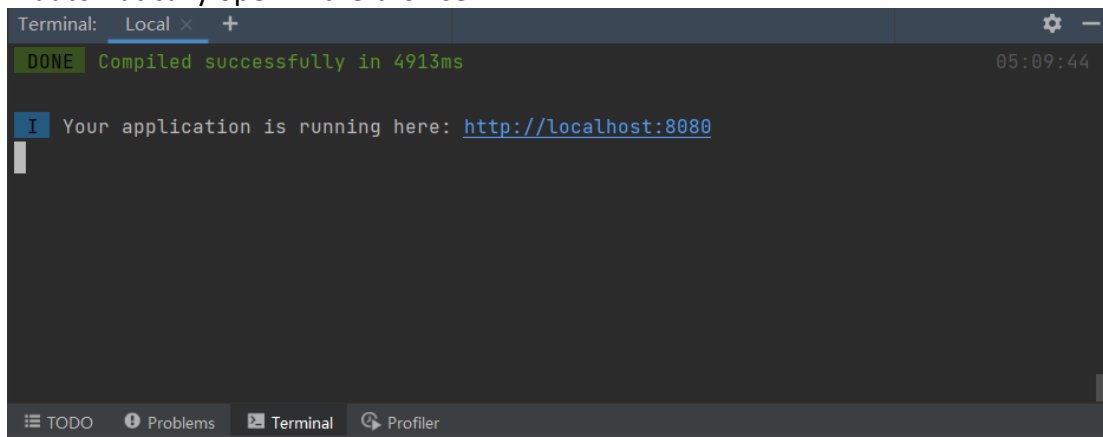 Terminal: Local × +
DONE Compiled successfully in 4913ms 05:09:44
I Your application is running here: http://localhost:8080
TODO Problems Terminal Profiler